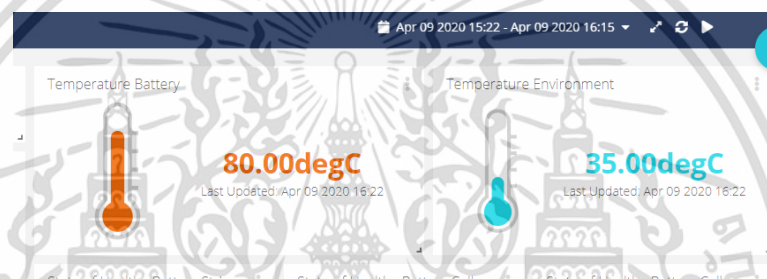 Apr 09 2020 15:22 - Apr 09 2020 16:15
Temperature Battery
Temperature Environment
80.00degC
35.00degC
Last Updated: Apr 09 2020 16:22
Last Updated: Apr 09 2020 16:22